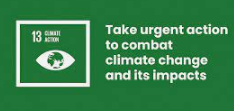 13 CLIMATE
ACTION
Take urgent action
to combat
climate change
and its impacts